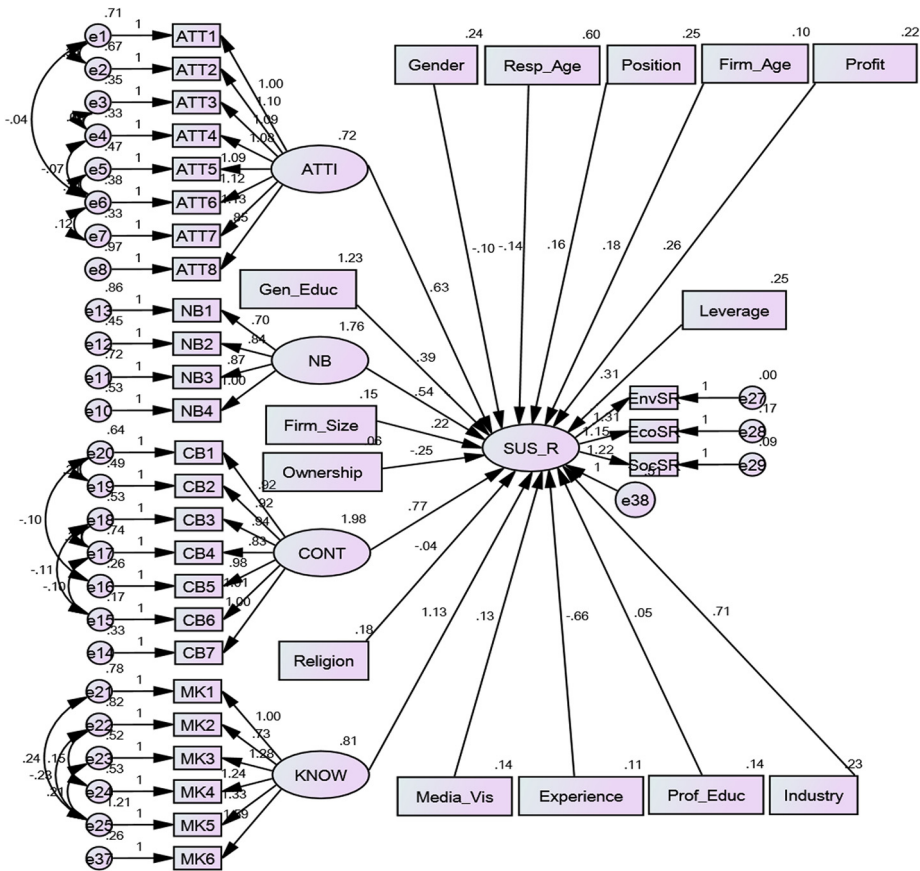 .71
e1 1 ATT1
.67
e2 1 ATT2
.35
e3 1 ATT3
.33
e4 1 ATT4
.47
e5 1 ATT5
.38
e6 1 ATT6
.33
e7 1 ATT7
.97
e8 1 ATT8
-.04
-.07
.12
1.00
1.10
1.09
1.08
1.09
1.12
1.13
.85
.72
ATTI
.63
.24
Gender
.60
Resp_Age
.25
Position
.10
Firm_Age
.22
Profit
-.10
-.14
.16
.18
.26
1.23
Gen_Educ
.39
.25
Leverage
.31
.86
e13 1 NB1
.45
e12 1 NB2
.72
e11 1 NB3
.53
e10 1 NB4
.70
.84
.87
1.00
1.76
NB
.54
.15
Firm_Size
.22
.06
Ownership
-.25
SUS_R
1.31
1.15
1.22
EnvSR 1 e27
.00
EcoSR 1 e28
.17
SocSR 1 e29
.09
1
e38
.64
e20 1 CB1
.49
e19 1 CB2
.53
e18 1 CB3
.74
e17 1 CB4
.26
e16 1 CB5
.17
e15 1 CB6
.33
e14 1 CB7
-.10
-.11
-.10
.92
.92
.94
.83
.98
1.01
1.00
1.98
CONT
.77
.18
Religion
-.04
.78
e21 1 MK1
.82
e22 1 MK2
.52
e23 1 MK3
.53
e24 1 MK4
1.21
e25 1 MK5
.26
e37 1 MK6
.24
.15
-.23
.21
1.00
.73
1.28
1.24
1.33
.81
KNOW
1.13
.13
-.66
.05
.71
.14
Media_Vis
.11
Experience
.14
Prof_Educ
.23
Industry